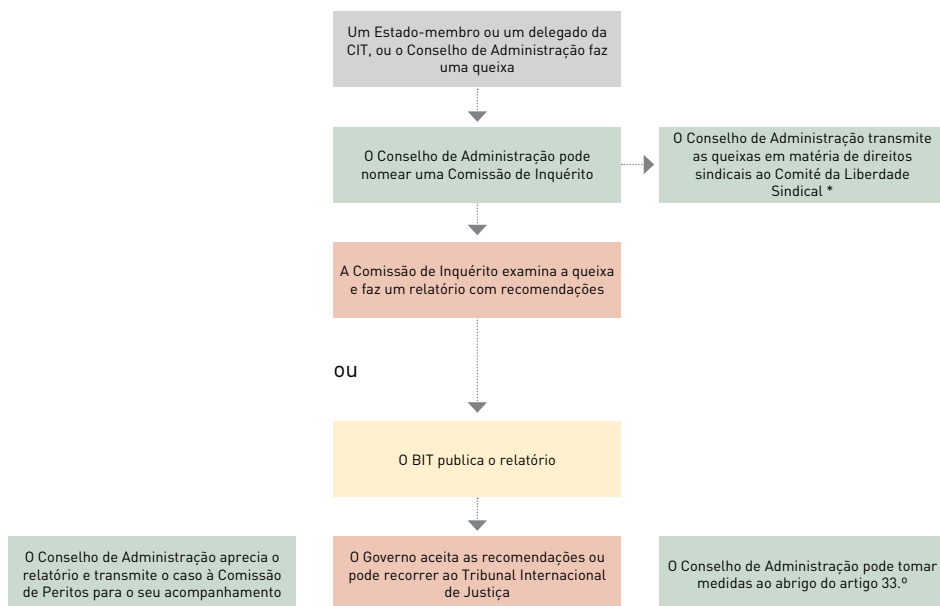 Um Estado-membro ou um delegado da
CIT, ou o Conselho de Administração faz
uma queixa
O Conselho de Administração pode
nomear uma Comissão de Inquérito
O Conselho de Administração transmite
as queixas em matéria de direitos
sindicais ao Comité da Liberdade
Sindical *
A Comissão de Inquérito examina a queixa
e faz um relatório com recomendações
ou
O BIT publica o relatório
O Conselho de Administração aprecia o
relatório e transmite o caso à Comissão
de Peritos para o seu acompanhamento
O Governo aceita as recomendações ou
pode recorrer ao Tribunal Internacional
de Justiça
O Conselho de Administração pode tomar
medidas ao abrigo do artigo 33.º